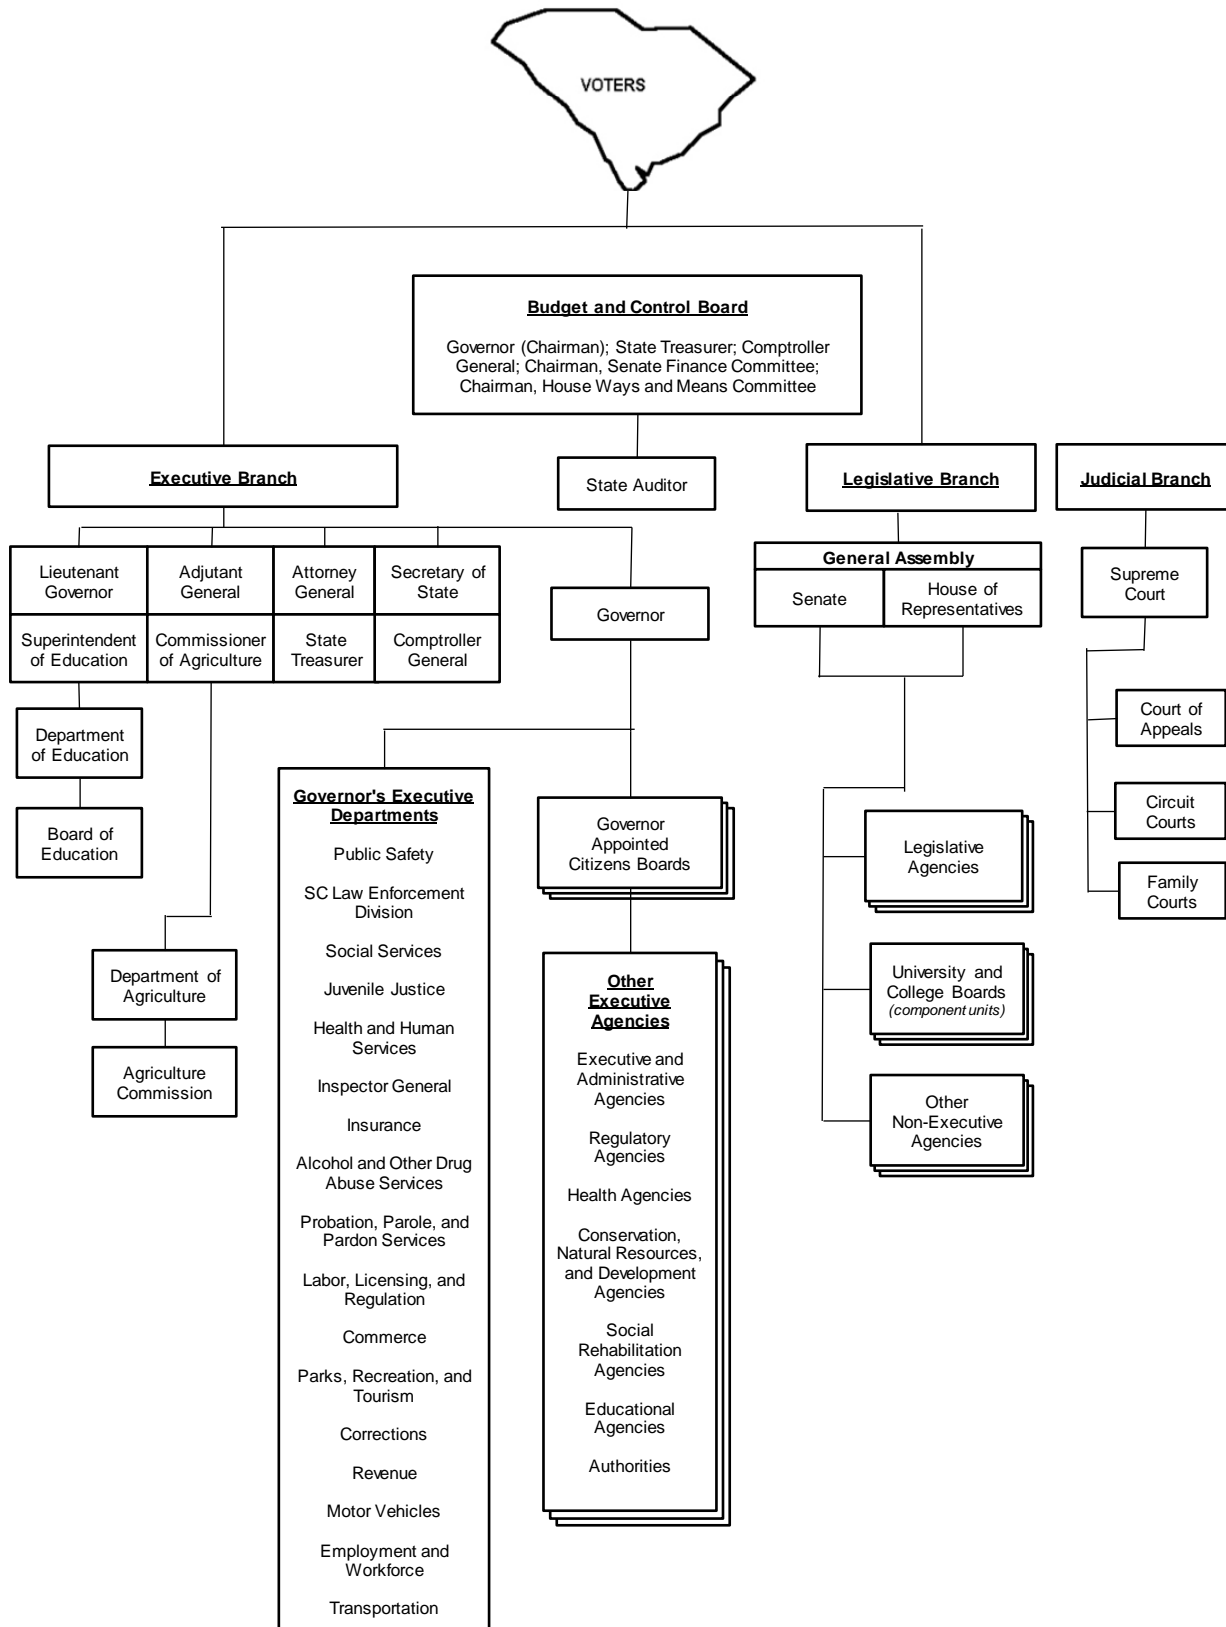 VOTERS
Budget and Control Board
Governor (Chairman); State Treasurer; Comptroller
General; Chairman, Senate Finance Committee;
Chairman, House Ways and Means Committee
State Auditor
Executive Branch
Lieutenant
Governor
Adjutant
General
Attorney
General
Secretary of
State
Superintendent
of Education
Commissioner
of Agriculture
State
Treasurer
Comptroller
General
Governor
Department
of Education
Board of
Education
Department of
Agriculture
Agriculture
Commission
Governor's Executive
Departments
Public Safety
SC Law Enforcement
Division
Social Services
Juvenile Justice
Health and Human
Services
Inspector General
Insurance
Alcohol and Other Drug
Abuse Services
Probation, Parole, and
Pardon Services
Labor, Licensing, and
Regulation
Commerce
Parks, Recreation, and
Tourism
Corrections
Revenue
Motor Vehicles
Employment and
Workforce
Transportation
Governor
Appointed
Citizens Boards
Other
Executive
Agencies
Executive and
Administrative
Agencies
Regulatory
Agencies
Health Agencies
Conservation,
Natural Resources,
and Development
Agencies
Social
Rehabilitation
Agencies
Educational
Agencies
Authorities
Legislative Branch
General Assembly
Senate
House of
Representatives
Legislative
Agencies
University and
College Boards
(component units)
Other
Non-Executive
Agencies
Judicial Branch
Supreme
Court
Court of
Appeals
Circuit
Courts
Family
Courts